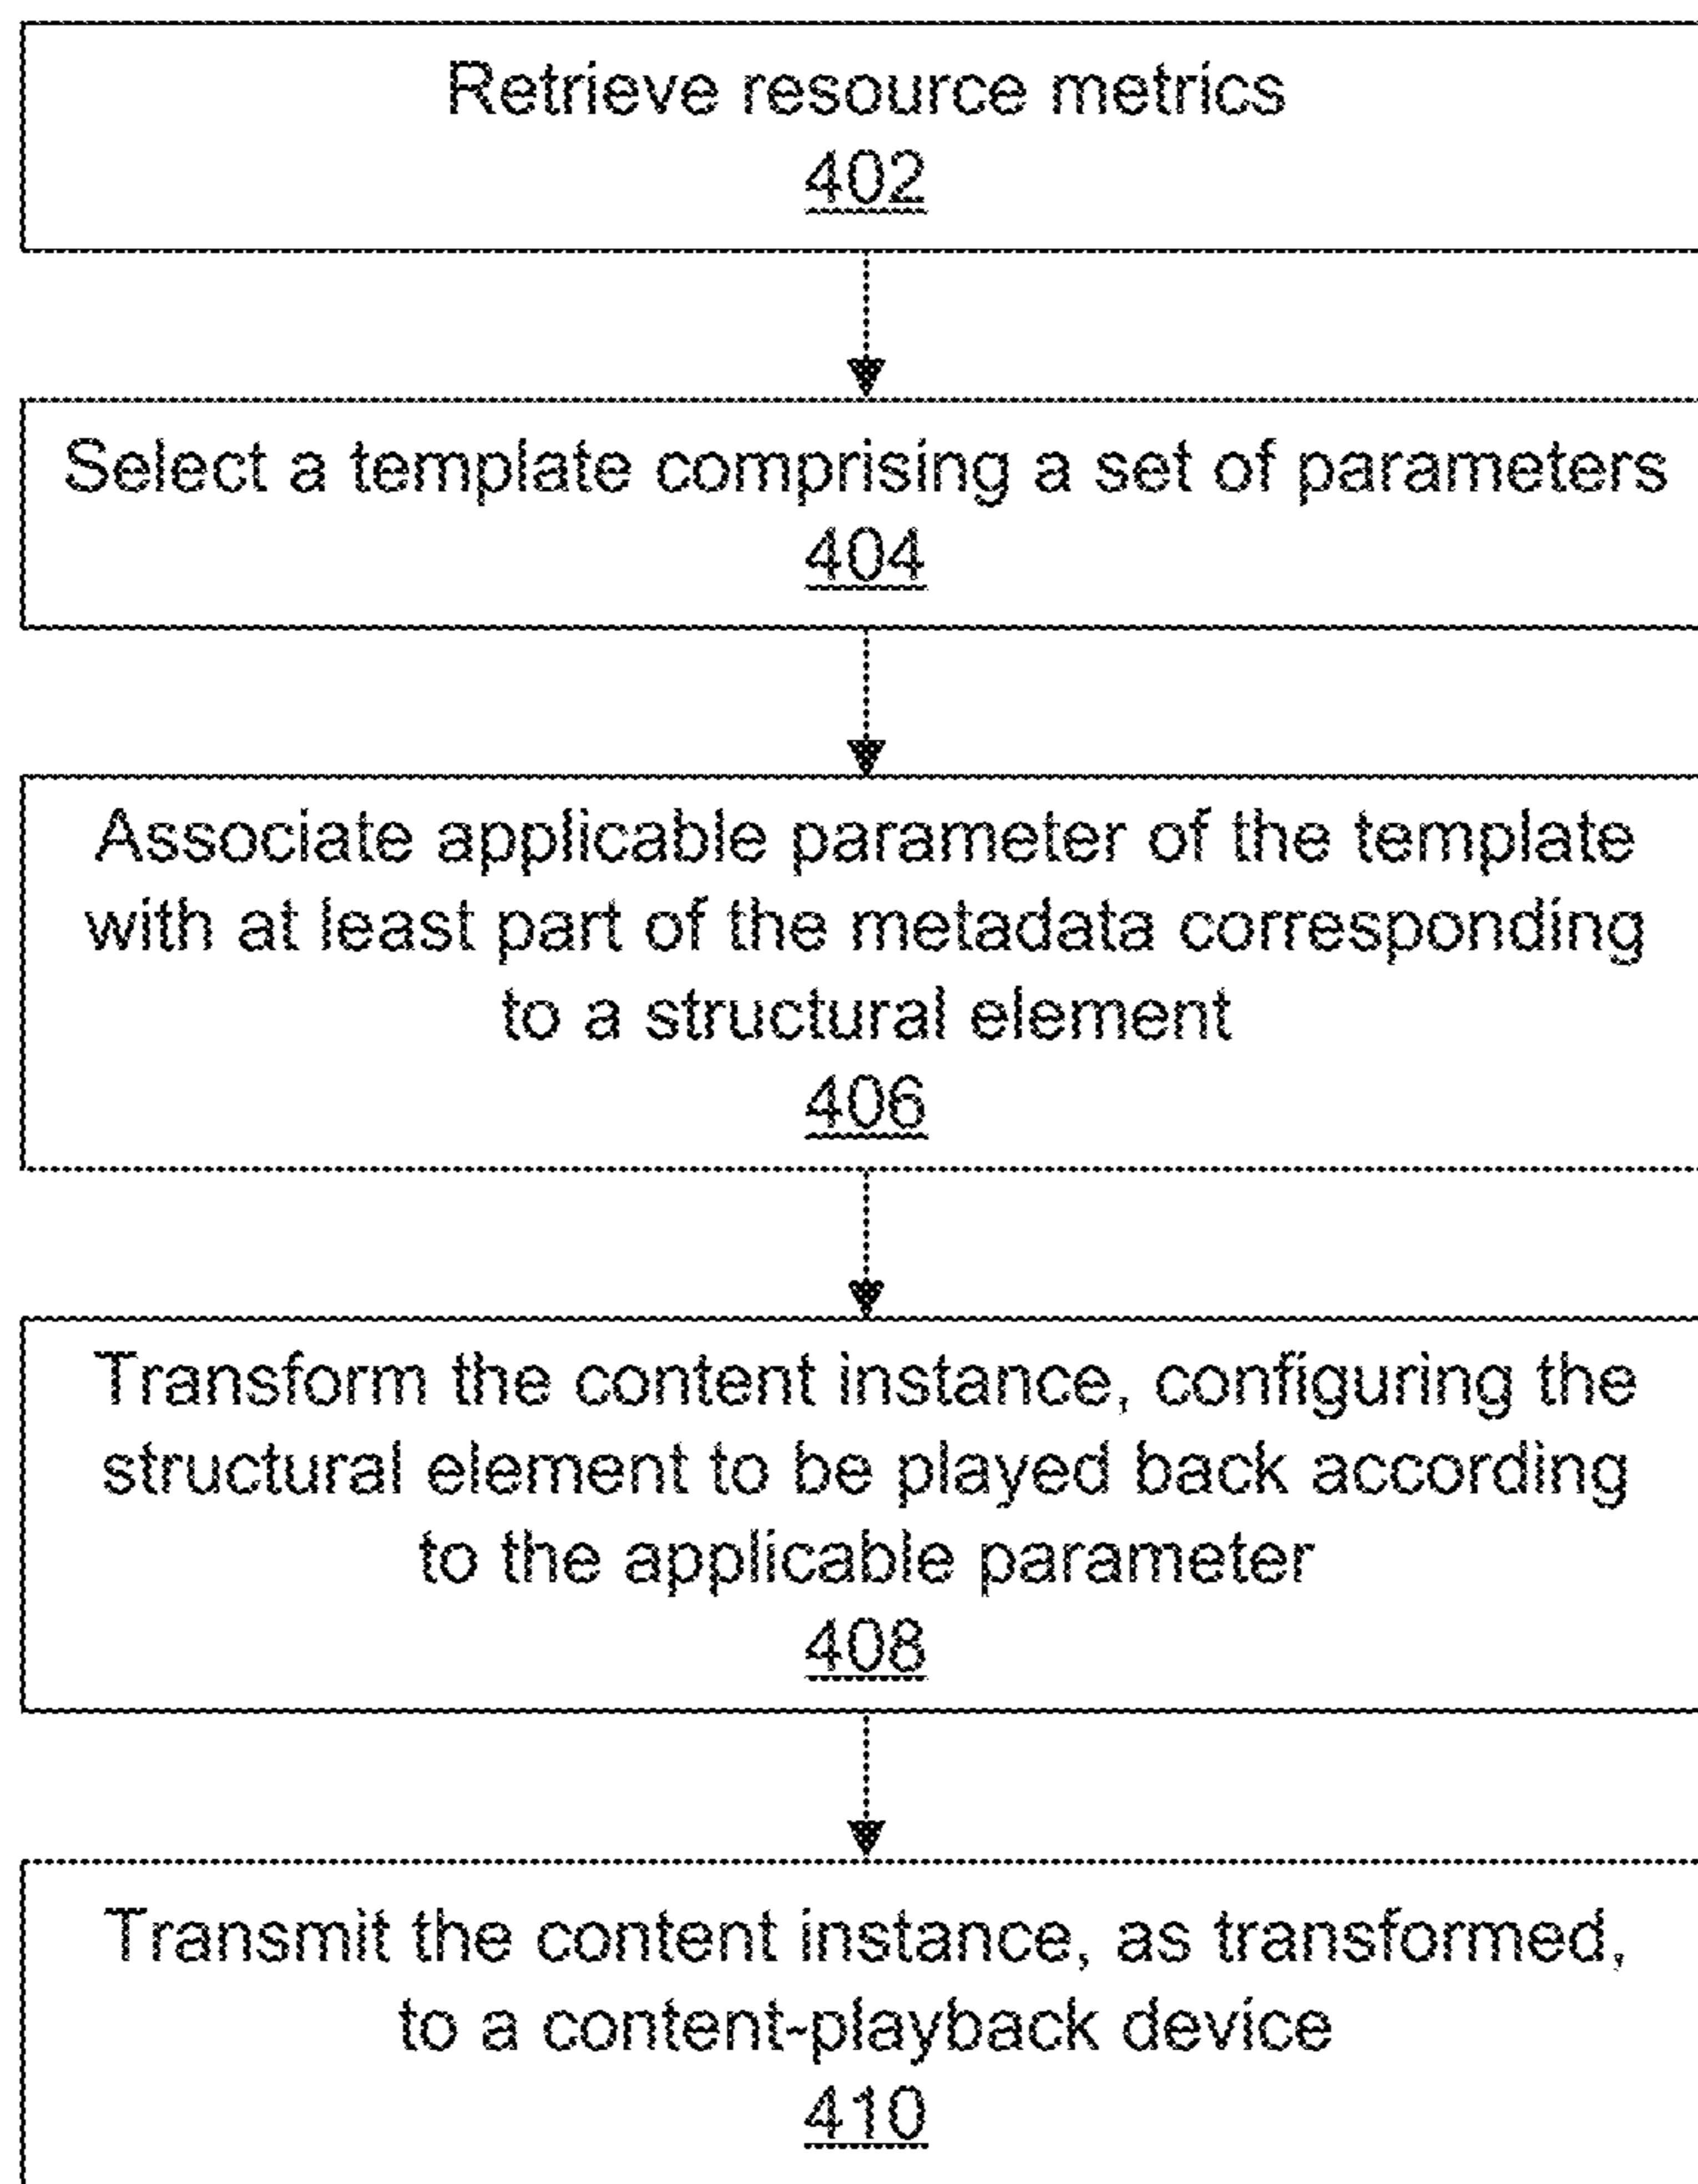 Retrieve resource metrics
402
Select a template comprising a set of parameters
404
Associate applicable parameter of the template
with at least part of the metadata corresponding
to a structural element
406
Transform the content instance, configuring the
structural element to be played back according
to the applicable parameter
408
Transmit the content instance, as transformed,
to a content-playback device
410